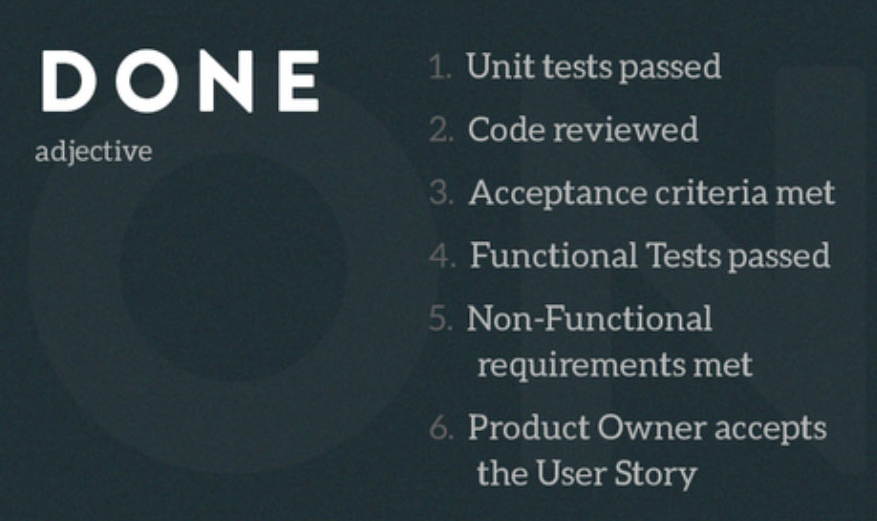 DONE
adjective
1. Unit tests passed
2. Code reviewed
3. Acceptance criteria met
4. Functional Tests passed
5. Non-Functional
requirements met
6. Product Owner accepts
the User Story